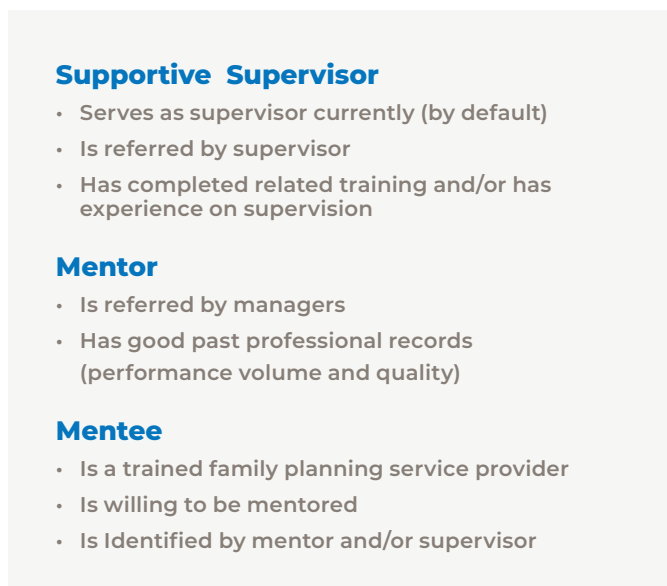 Supportive Supervisor
• Serves as supervisor currently (by default)
• Is referred by supervisor
• Has completed related training and/or has
experience on supervision
Mentor
• Is referred by managers
• Has good past professional records
(performance volume and quality)
Mentee
• Is a trained family planning service provider
• Is willing to be mentored
• Is Identified by mentor and/or supervisor